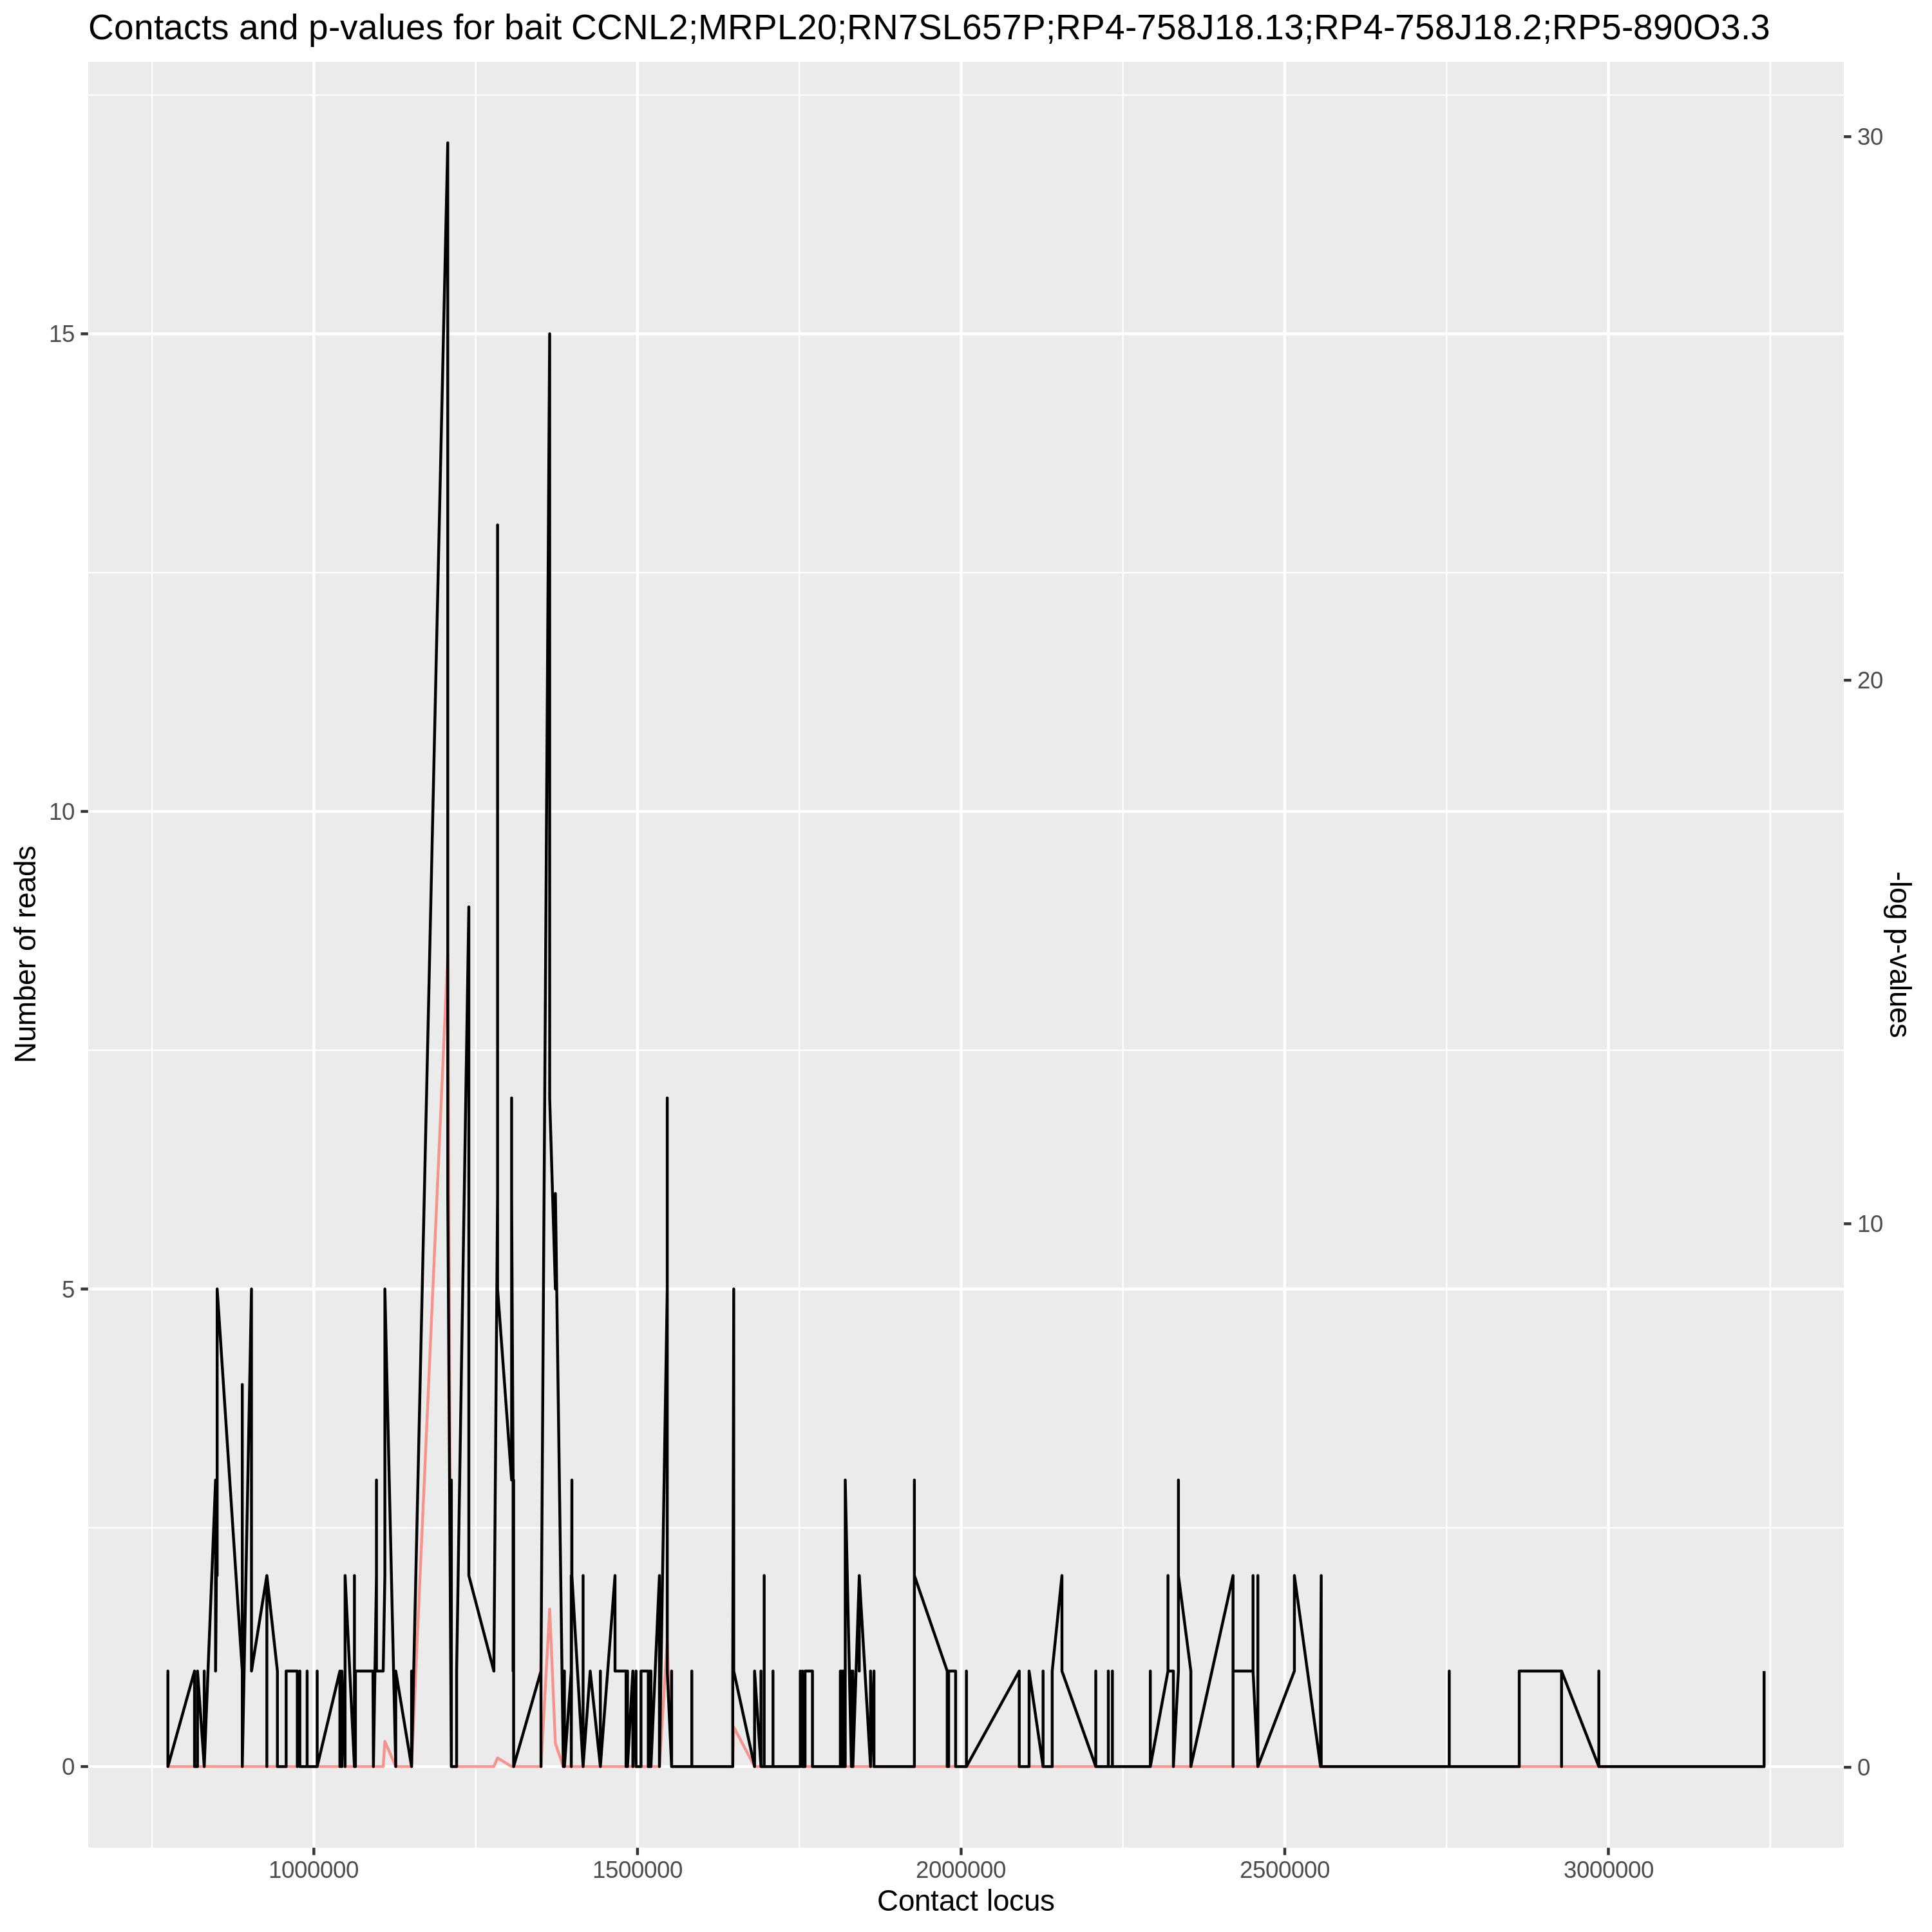 Contacts and p-values for bait CCNL2;MRPL20;RN7SL657P;RP4-758J18.13;RP4-758J18.2;RP5-890O3.3
30
15
20
10
Number of reads
-log p-values
10
5
0
0
1000000 1500000 2000000 2500000 3000000
Contact locus